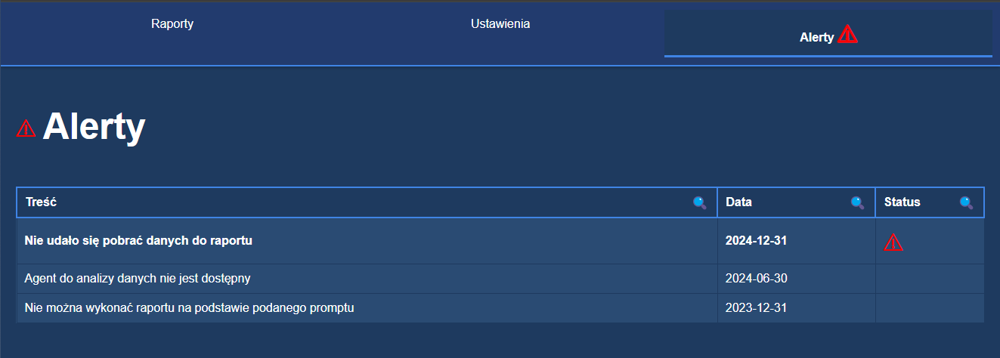 Raporty Ustawienia Alerty
Alerty
Treść Data Status
Nie udało się pobrać danych do raportu 2024-12-31
Agent do analizy danych nie jest dostępny 2024-06-30
Nie można wykonać raportu na podstawie podanego promptu 2023-12-31